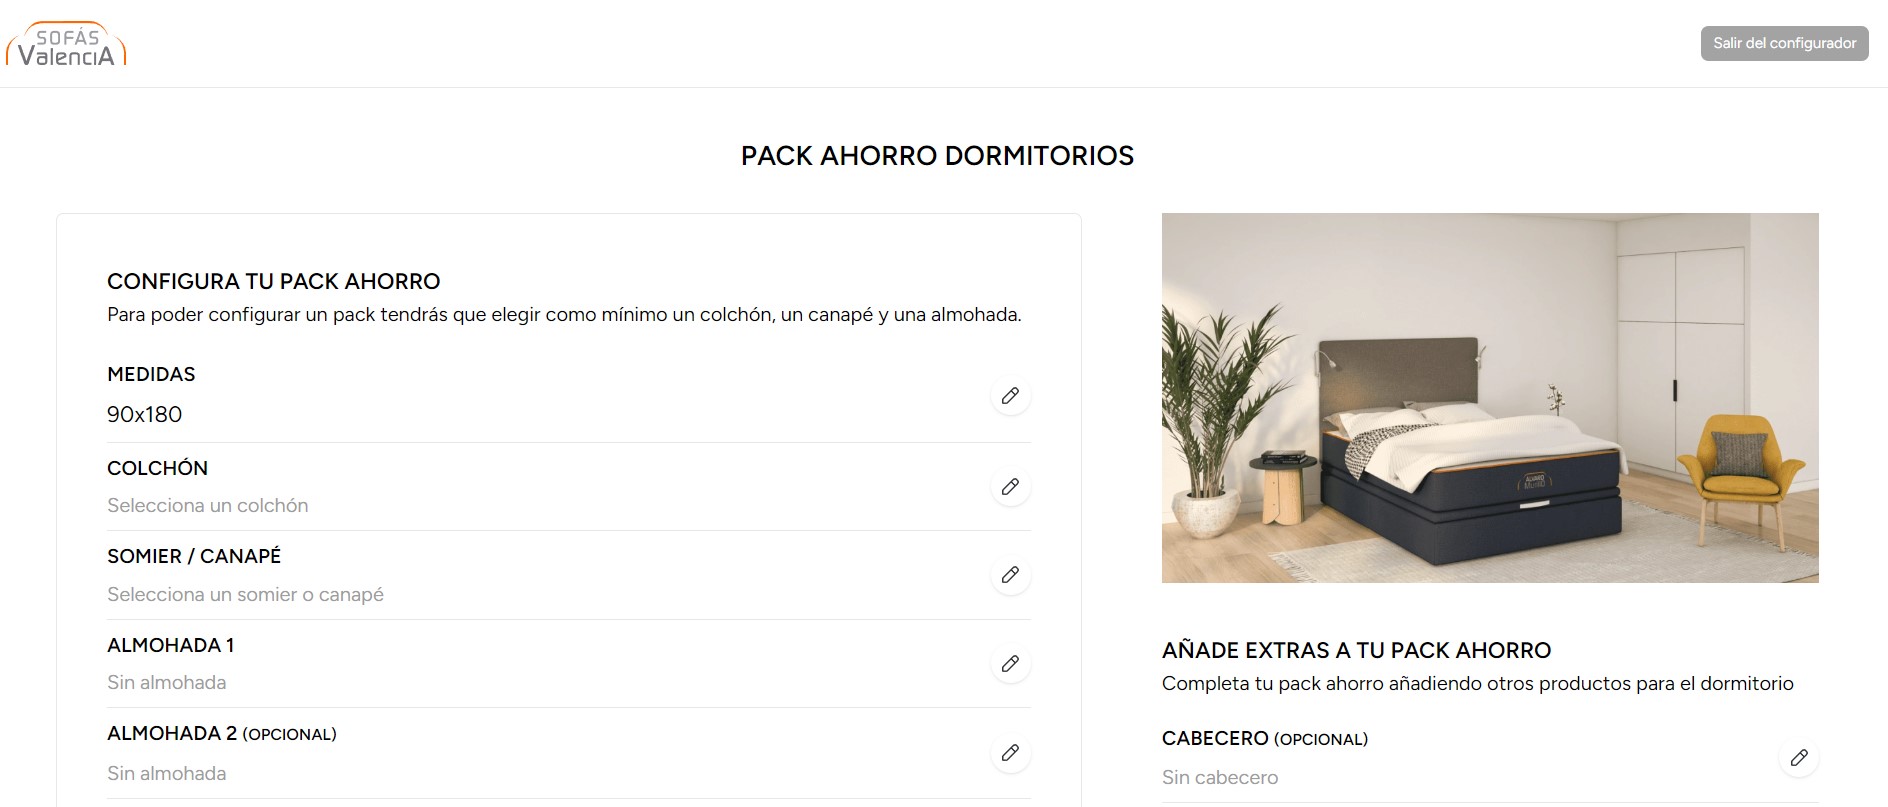 SOFÁS
ValenciA
Salir del configurador
PACK AHORRO DORMITORIOS
CONFIGURA TU PACK AHORRO
Para poder configurar un pack tendrás que elegir como mínimo un colchón, un canapé y una almohada.
MEDIDAS
90x180
COLCHÓN
Selecciona un colchón
SOMIER / CANAPÉ
Selecciona un somier o canapé
ALMOHADA 1
Sin almohada
ALMOHADA 2 (OPCIONAL)
Sin almohada
AÑADE EXTRAS A TU PACK AHORRO
Completa tu pack ahorro añadiendo otros productos para el dormitorio
CABECERO (OPCIONAL)
Sin cabecero